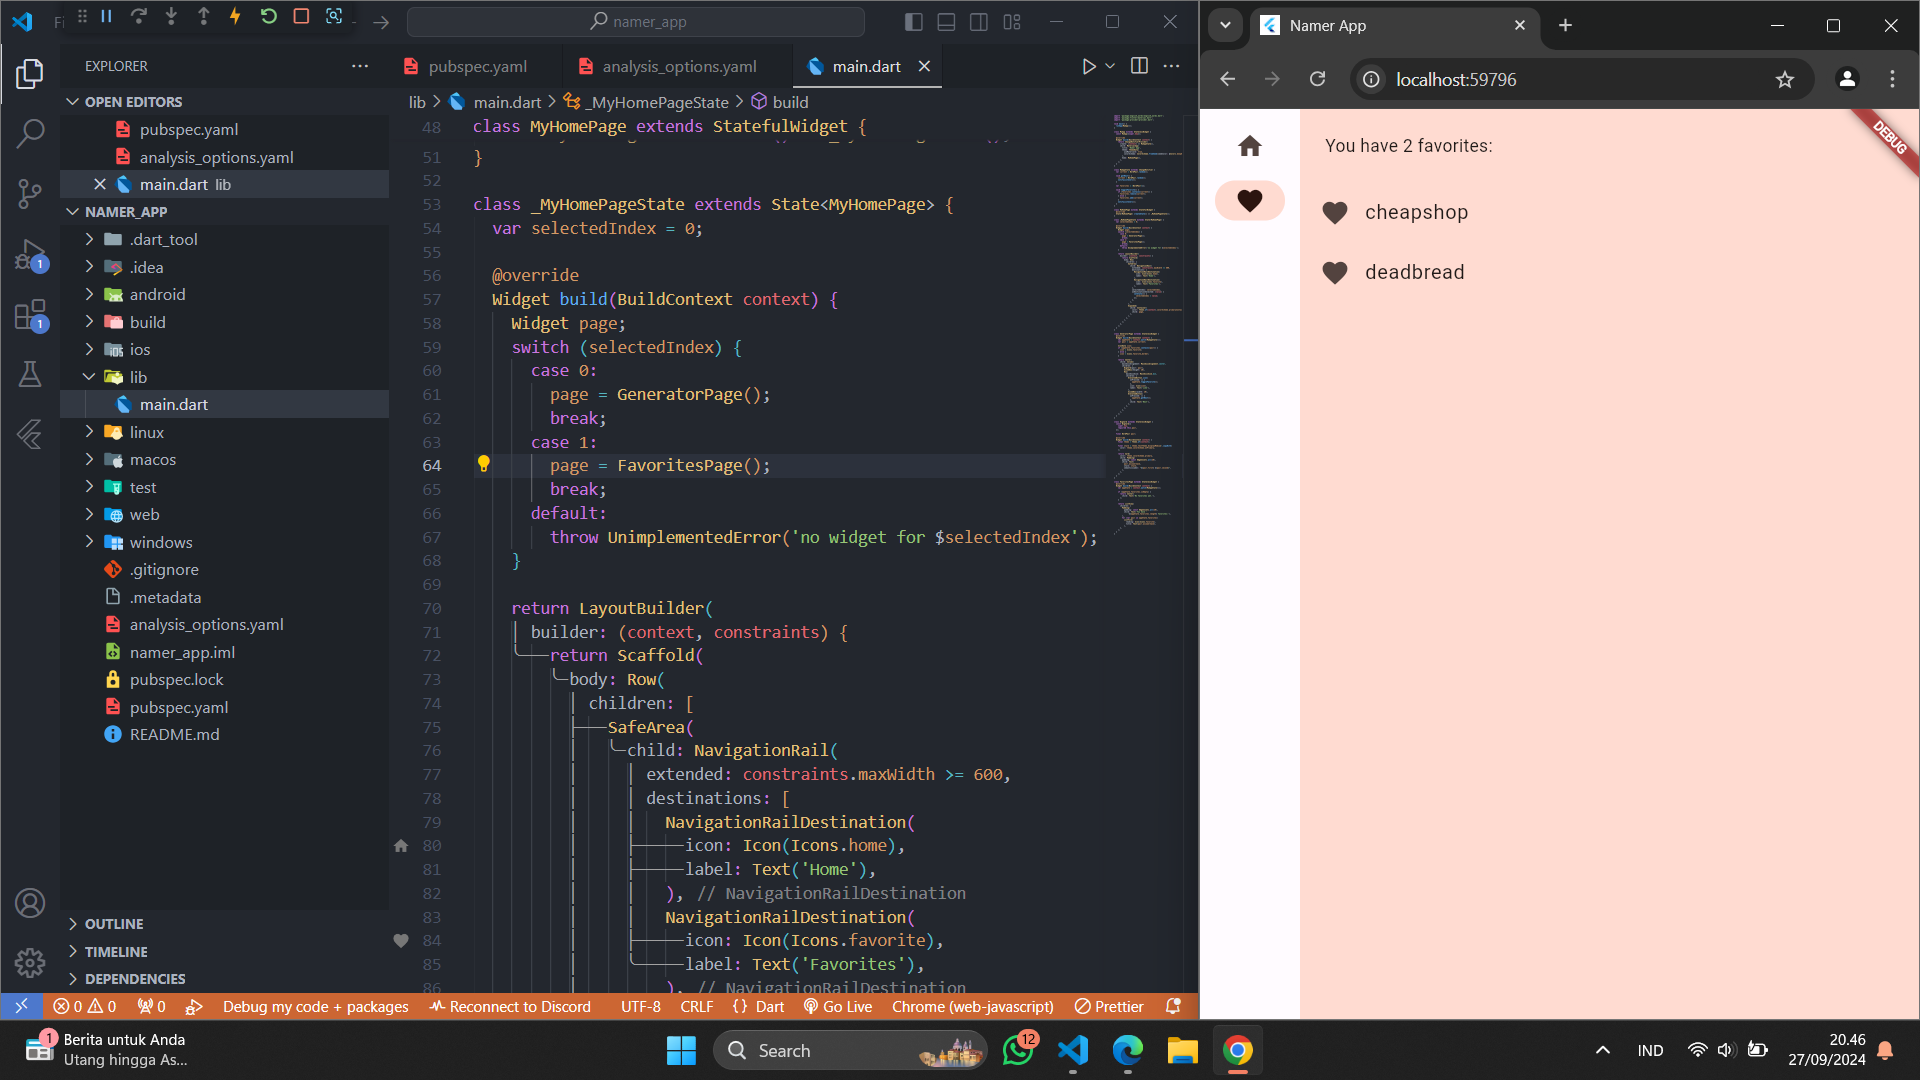 Fi
namer_app
EXPLORER
pubspec.yaml
analysis_options.yaml
main.dart
lib
main.dart
_MyHomePageState
build
OPEN EDITORS
pubspec.yaml
analysis_options.yaml
main.dart lib
NAMER_APP
.dart_tool
.idea
android
build
ios
lib
main.dart
linux
macos
test
web
windows
.gitignore
.metadata
analysis_options.yaml
namer_app.iml
pubspec.lock
pubspec.yaml
README.md
OUTLINE
TIMELINE
DEPENDENCIES
1
1
48 class MyHomePage extends StatefulWidget {
51 }
52
53 class _MyHomePageState extends State<MyHomePage> {
54 var selectedIndex = 0;
55
56 @override
57 Widget build(BuildContext context) {
58 Widget page;
59 switch (selectedIndex) {
60 case 0:
61 page = GeneratorPage();
62 break;
63 case 1:
64 page = FavoritesPage();
65 break;
66 default:
67 throw UnimplementedError('no widget for $selectedIndex');
68 }
69
70 return LayoutBuilder(
71 builder: (context, constraints) {
72 return Scaffold(
73 body: Row(
74 children: [
75 SafeArea(
76 child: NavigationRail(
77 extended: constraints.maxWidth >= 600,
78 destinations: [
79 NavigationRailDestination(
80 icon: Icon(Icons.home),
81 label: Text('Home'),
82 ), // NavigationRailDestination
83 NavigationRailDestination(
84 icon: Icon(Icons.favorite),
85 label: Text('Favorites'),
86 ), // NavigationRailDestination
0 0 0 Debug my code + packages Reconnect to Discord UTF-8 CRLF {} Dart Go Live Chrome (web-javascript) Prettier
Namer App
localhost:59796
DEBUG
You have 2 favorites:
cheapshop
deadbread
1
Berita untuk Anda
Utang hingga As...
Search
12
IND
20.46
27/09/2024